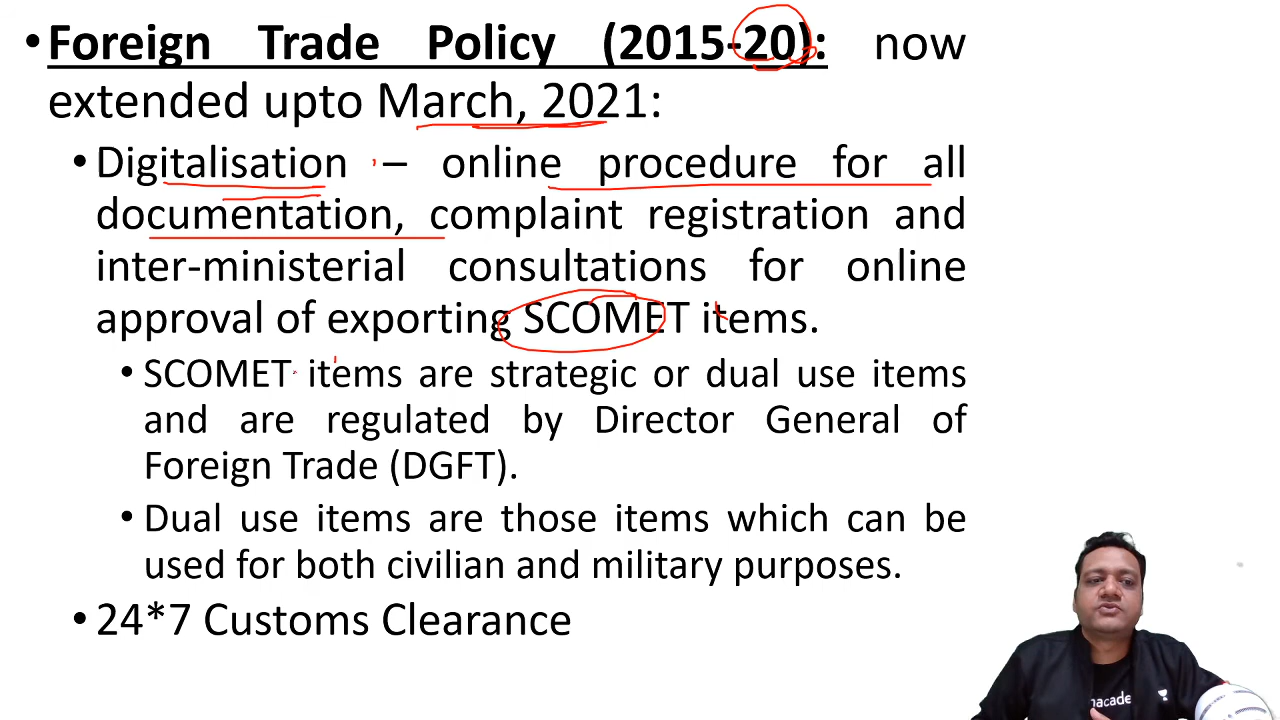 • Foreign Trade Policy (2015-20): now
extended upto March, 2021:
• Digitalisation – online procedure for all
documentation, complaint registration and
inter-ministerial consultations for online
approval of exporting SCOMET items.
• SCOMET items are strategic or dual use items
and are regulated by Director General of
Foreign Trade (DGFT).
• Dual use items are those items which can be
used for both civilian and military purposes.
• 24*7 Customs Clearance
nacade